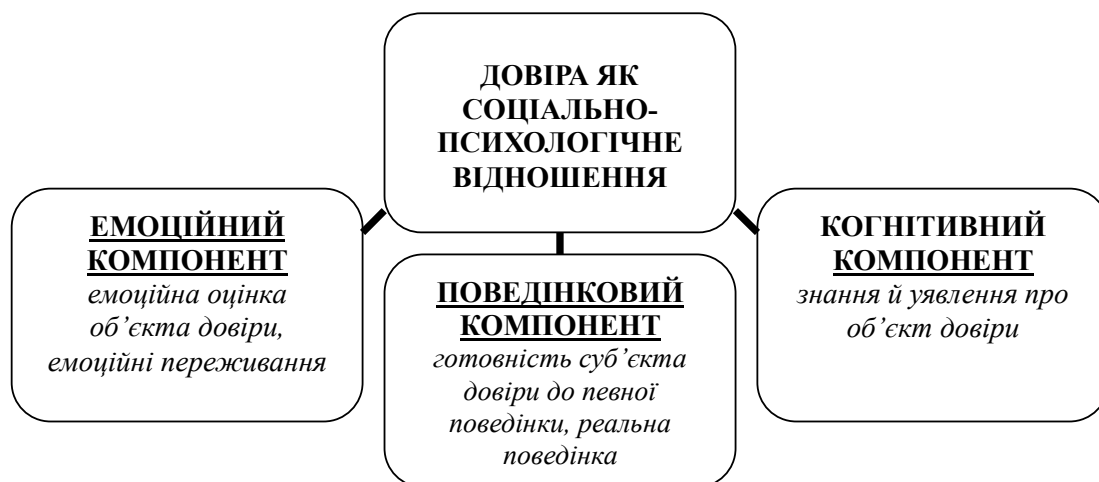 ДОВІРА ЯК
СОЦІАЛЬНО-
ПСИХОЛОГІЧНЕ
ВІДНОШЕННЯ
ЕМОЦІЙНИЙ
КОМПОНЕНТ
емоційна оцінка
об’єкта довіри,
емоційні переживання
ПОВЕДІНКОВИЙ
КОМПОНЕНТ
готовність суб’єкта
довіри до певної
поведінки, реальна
поведінка
КОГНІТИВНИЙ
КОМПОНЕНТ
знання й уявлення про
об’єкт довіри